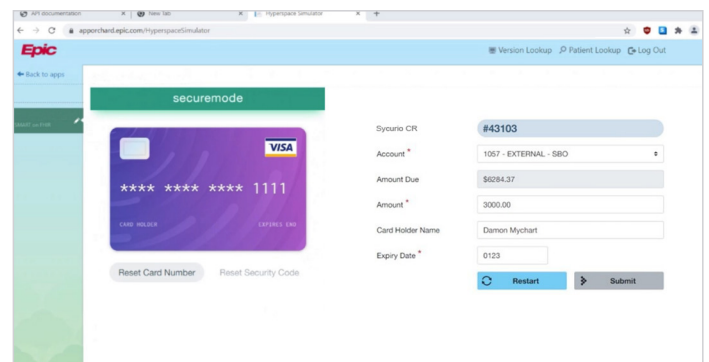 API documentation
New Tab
Hyperspace Simulator
apporchard.epic.com/HyperspaceSimulator
Epic
Version Lookup Patient Lookup Log Out
Back to apps
securemode
VISA
**** **** **** 1111
CARD HOLDER
EXPIRES END
Reset Card Number Reset Security Code
Sycurio CR #43103
Account * 1057 - EXTERNAL - SBO
Amount Due $6284.37
Amount * 3000.00
Card Holder Name Damon Mychart
Expiry Date * 0123
Restart Submit